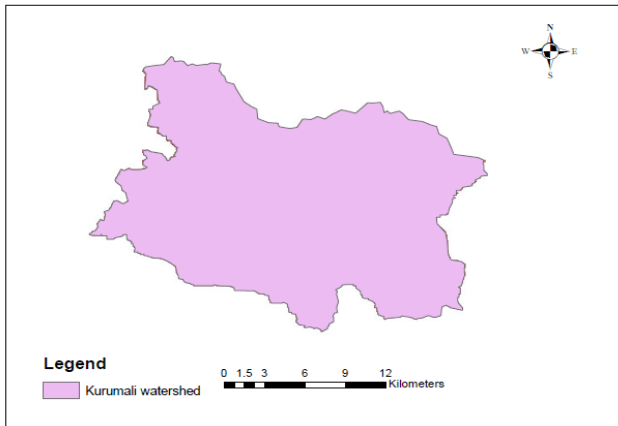 N
W E
S
Legend
Kurumali watershed
0 1.5 3 6 9 12
Kilometers